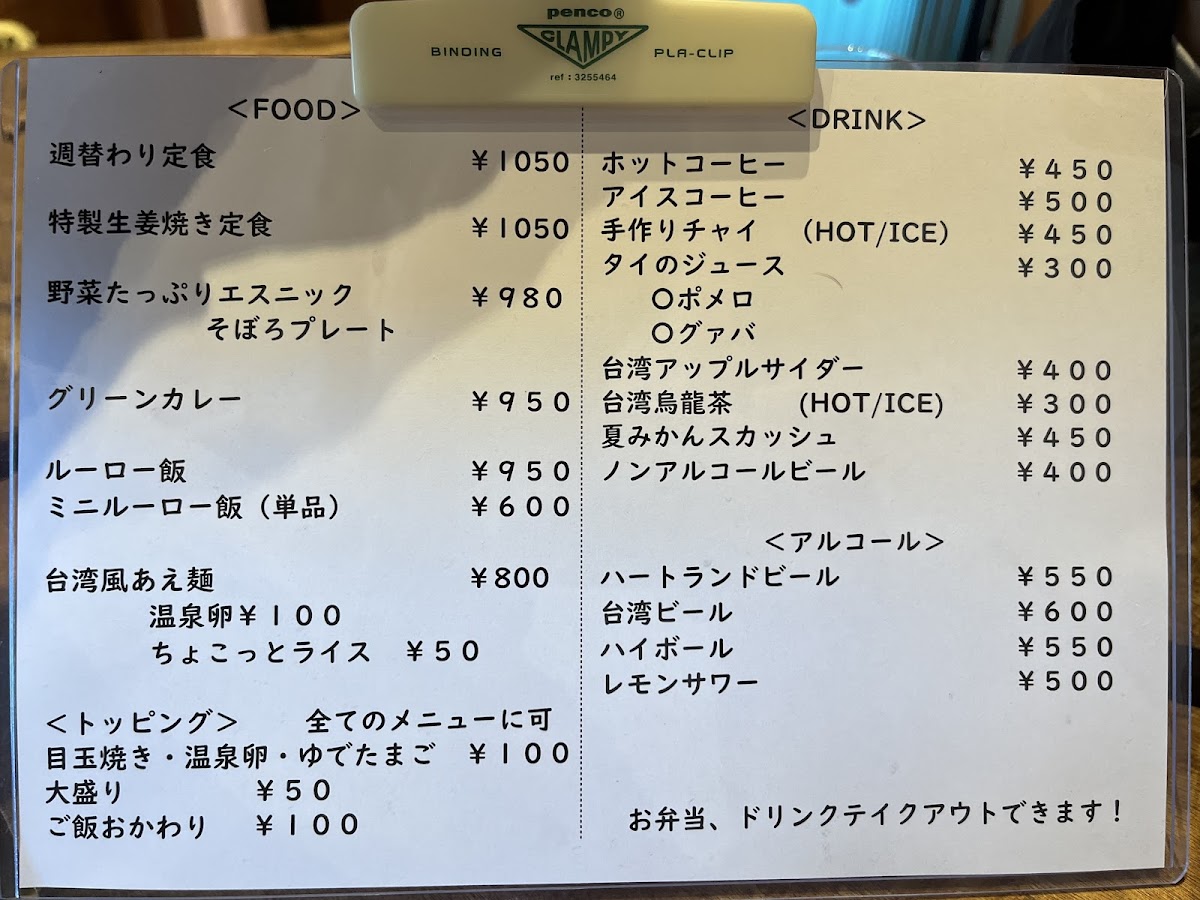 penco®
CLAMPY
BINDING PLA-CLIP
ref : 3255464
＜FOOD＞
週替わり定食 ￥1050
特製生姜焼き定食 ￥1050
野菜たっぷりエスニック ￥９８０
そぼろプレート
グリーンカレー ￥９５０
ルーロー飯 ￥９５０
ミニルーロー飯（単品） ￥６００
台湾風あえ麺 ￥800
温泉卵￥１００
ちょこっとライス ￥５０
＜トッピング＞ 全てのメニューに可
目玉焼き・温泉卵・ゆでたまご ￥１００
大盛り ￥５０
ご飯おかわり ￥１００
＜DRINK＞
ホットコーヒー ￥４５０
アイスコーヒー ￥５００
手作りチャイ （HOT/ICE） ￥４５０
タイのジュース ￥３００
〇ポメロ
〇グァバ
台湾アップルサイダー ￥４００
台湾烏龍茶 (HOT/ICE) ￥３００
夏みかんスカッシュ ￥４５０
ノンアルコールビール ￥４００
＜アルコール＞
ハートランドビール ￥５５０
台湾ビール ￥６００
ハイボール ￥５５０
レモンサワー ￥５００
お弁当、ドリンクテイクアウトできます！